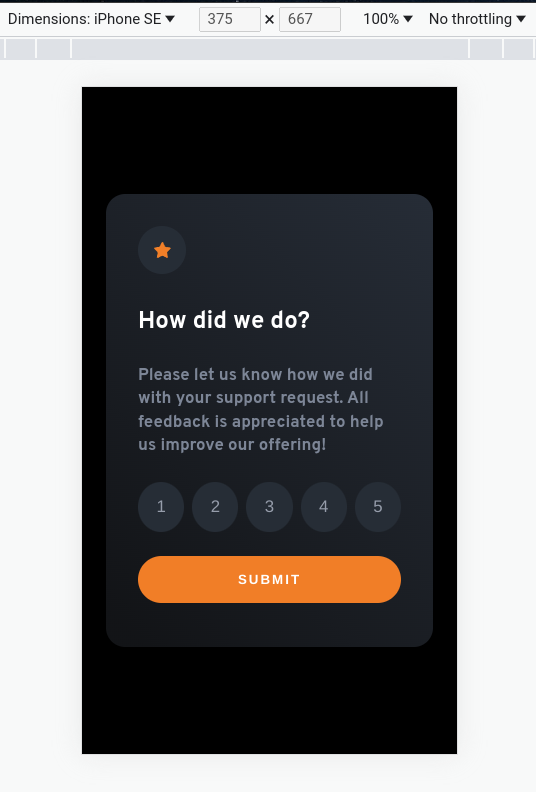 Dimensions: iPhone SE 375 × 667 100% No throttling
How did we do?
Please let us know how we did
with your support request. All
feedback is appreciated to help
us improve our offering!
1 2 3 4 5
SUBMIT